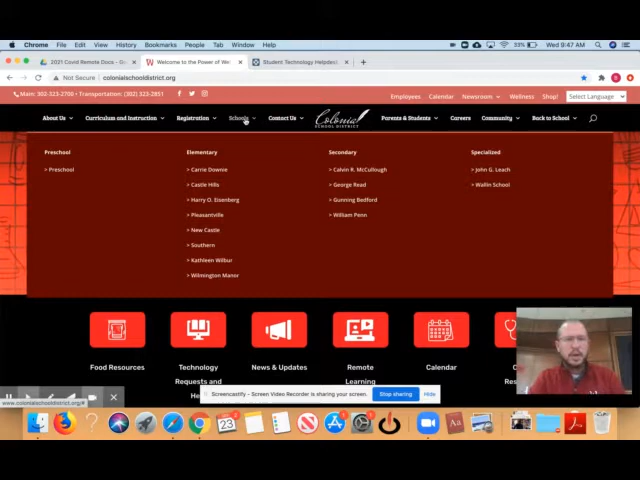 Chrome File Edit View History Bookmarks People Tab Window Help 33% Wed 9:47 AM
2021 Covid Remote Docs - Go Welcome to the Power of We Student Technology Helpdesk
Not Secure colonialschooldistrict.org
Main: 302-323-2700 • Transportation: (302) 323-2851 Employees Calendar Newsroom Wellness Shop! Select Language
About Us Curriculum and Instruction Registration Schools Contact Us Colonial SCHOOL DISTRICT Parents & Students Careers Community Back to School
Preschool Elementary Secondary Specialized
> Preschool > Carrie Downie > Calvin R. McCullough > John G. Leach
> Castle Hills > George Read > Wallin School
> Harry O. Eisenberg > Gunning Bedford
> Pleasantville > William Penn
> New Castle
> Southern
> Kathleen Wilbur
> Wilmington Manor
Food Resources Technology News & Updates Remote Calendar
Requests and Learning
Screencastify - Screen Video Recorder is sharing your screen. Stop sharing Hide
www.colonialschooldistrict.org/#
23